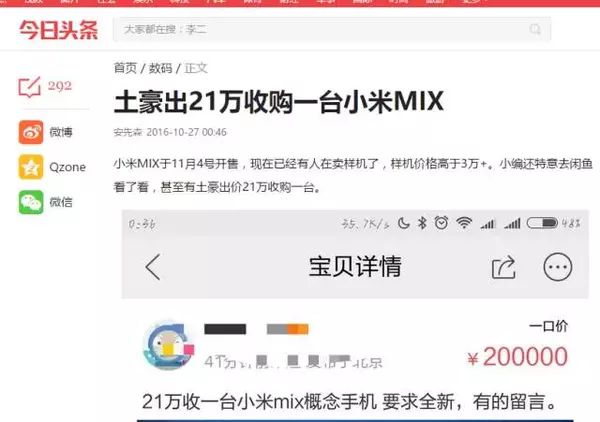 今日头条
大家都在搜：李二
292
微博
Qzone
微信
首页 / 数码 / 正文
土豪出21万收购一台小米MIX
安先森 2016-10-27 00:46
小米MIX于11月4号开售，现在已经有人在卖样机了，样机价格高于3万+。小编还特意去闲鱼
看了看，甚至有土豪出价21万收购一台。
0:36 35.7K/s 48%
宝贝详情
一口价
¥200000
21万收一台小米mix概念手机 要求全新，有的留言。